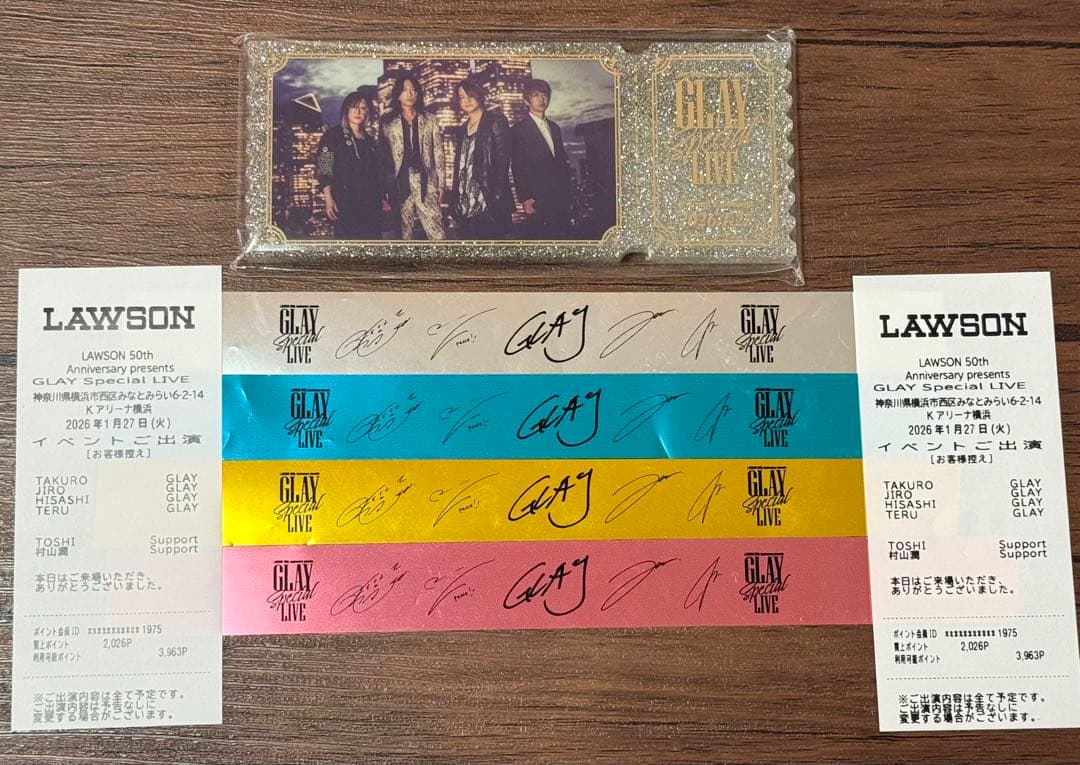 GLAY
Special
LIVE
LAWSON
LAWSON 50th
Anniversary presents
GLAY Special LIVE
神奈川県横浜市西区みなとみらい6-2-14
Kアリーナ横浜
2026年1月27日(火)
イベントご出演
[お客様控え]
TAKURO GLAY
JIRO GLAY
HISASHI GLAY
TERU GLAY
TOSHI Support
村山潤 Support
本日はご来場いただき、
ありがとうございました。
ポイント会員ID ***********1975
買上ポイント 2,026P
利用可能ポイント 3,963P
※ご出演内容は全て予定です。
ご出演内容は予告なしに
変更する場合がございます。
GLAY
Special
LIVE
GLAY
GLAY
Special
LIVE
GLAY
Special
LIVE
GLAY
GLAY
Special
LIVE
GLAY
Special
LIVE
GLAY
GLAY
Special
LIVE
GLAY
Special
LIVE
GLAY
GLAY
Special
LIVE
LAWSON
LAWSON 50th
Anniversary presents
GLAY Special LIVE
神奈川県横浜市西区みなとみらい6-2-14
Kアリーナ横浜
2026年1月27日(火)
イベントご出演
[お客様控え]
TAKURO GLAY
JIRO GLAY
HISASHI GLAY
TERU GLAY
TOSHI Support
村山潤 Support
本日はご来場いただき、
ありがとうございました。
ポイント会員ID ***********1975
買上ポイント 2,026P
利用可能ポイント 3,963P
※ご出演内容は全て予定です。
ご出演内容は予告なしに
変更する場合がございます。